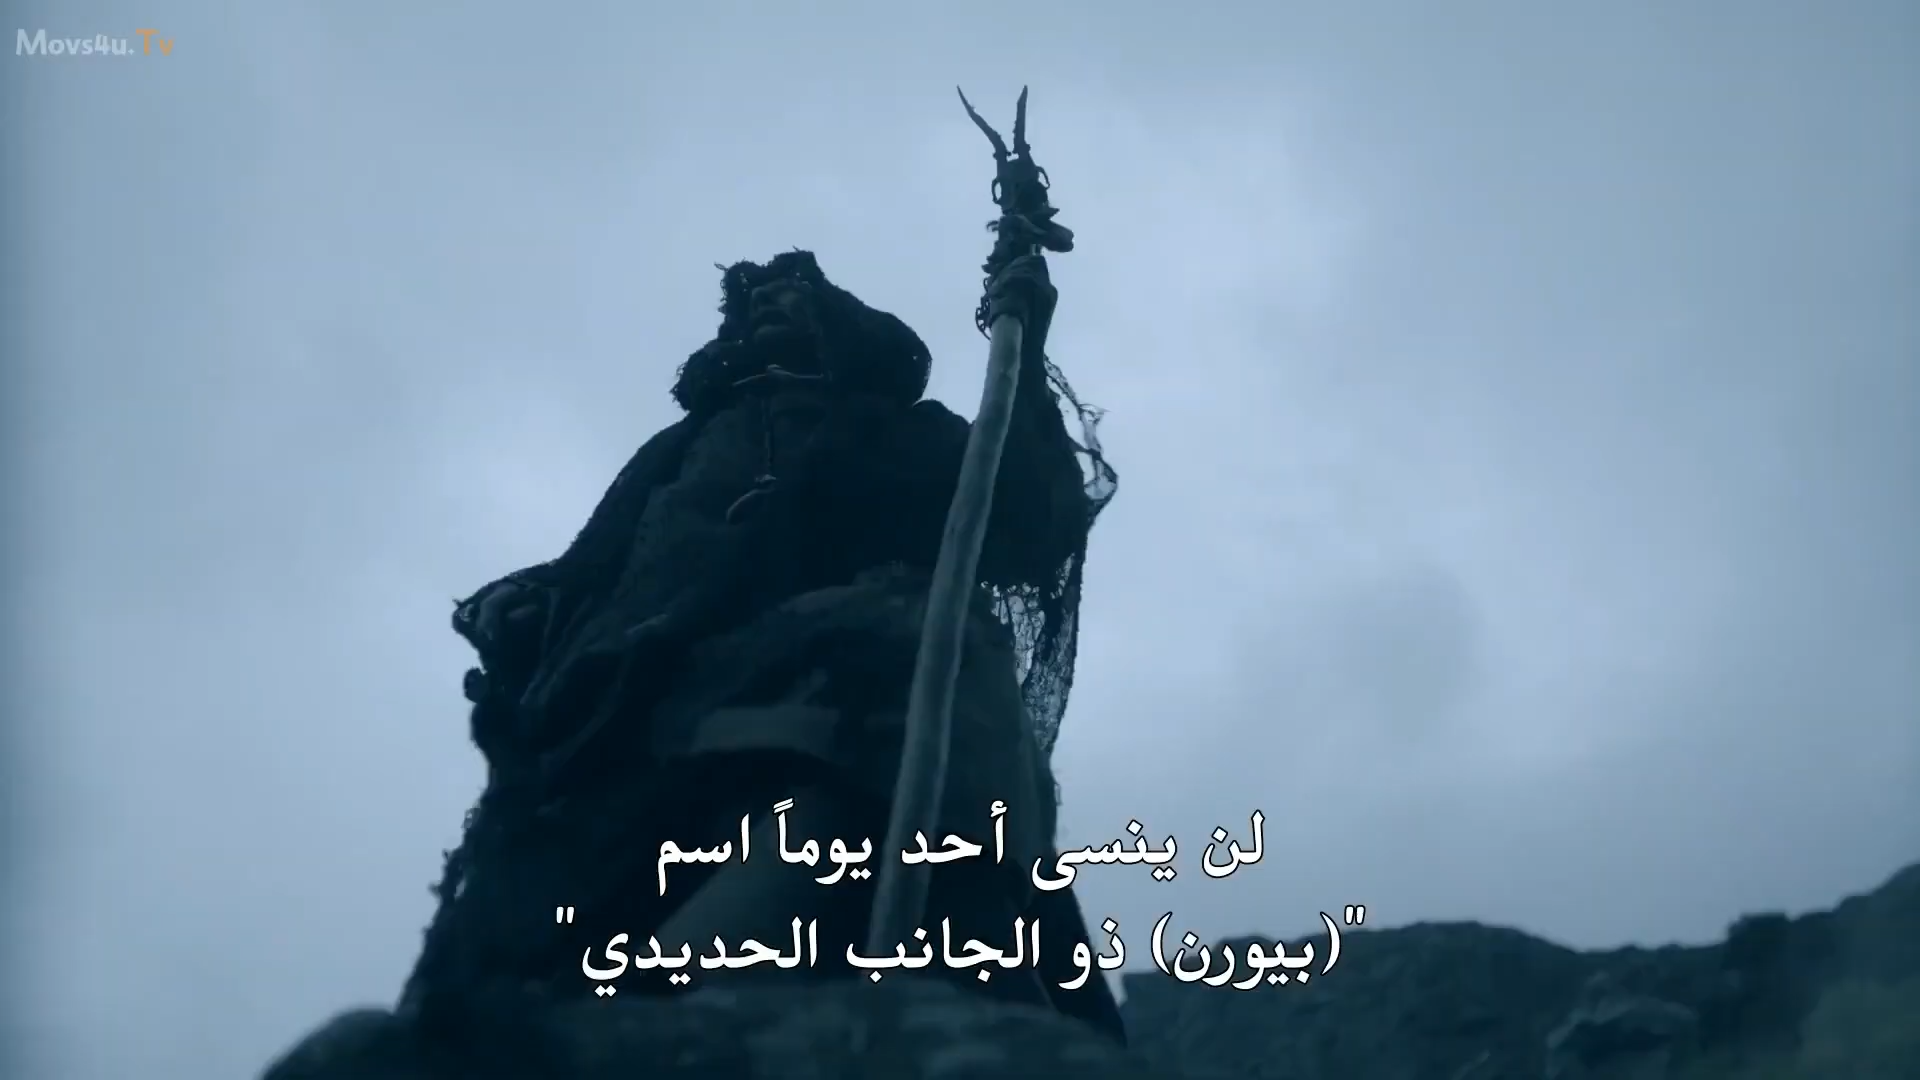 Movs4u.Tv
لن ينسى أحد يوماً اسم
"(بيورن) ذو الجانب الحديدي"